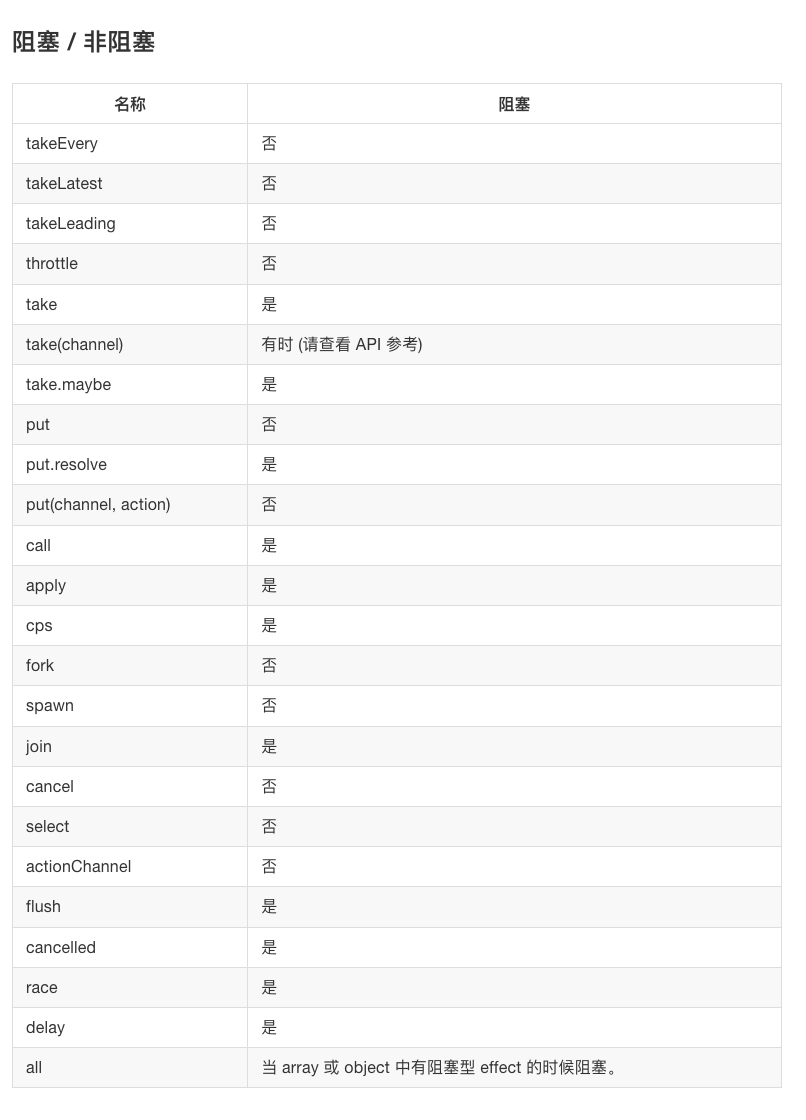 阻塞 / 非阻塞
名称 阻塞
takeEvery 否
takeLatest 否
takeLeading 否
throttle 否
take 是
take(channel) 有时 (请查看 API 参考)
take.maybe 是
put 否
put.resolve 是
put(channel, action) 否
call 是
apply 是
cps 是
fork 否
spawn 否
join 是
cancel 否
select 否
actionChannel 否
flush 是
cancelled 是
race 是
delay 是
all 当 array 或 object 中有阻塞型 effect 的时候阻塞。